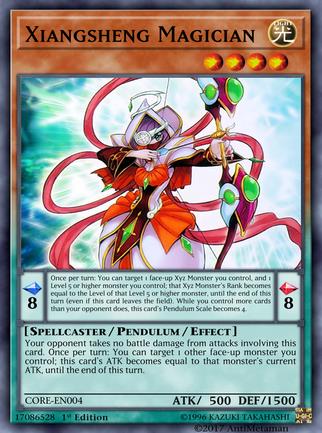 Xiangsheng Magician
LIGHT
光
Once per turn: You can target 1 face-up Xyz Monster you control, and 1
Level 5 or higher monster you control; that Xyz Monster's Rank becomes
equal to the Level of that Level 5 or higher monster, until the end of this
turn (even if this card leaves the field). While you control more cards
than your opponent does, this card's Pendulum Scale becomes 4.
8 8
[Spellcaster / Pendulum / Effect]
Your opponent takes no battle damage from attacks involving this
card. Once per turn: You can target 1 other face-up monster you
control; this card's ATK becomes equal to that monster's current
ATK, until the end of this turn.
CORE-EN004 ATK/ 500 DEF/1500
17086528 1st Edition ©1996 KAZUKI TAKAHASHI
©2017 AntiMetaman